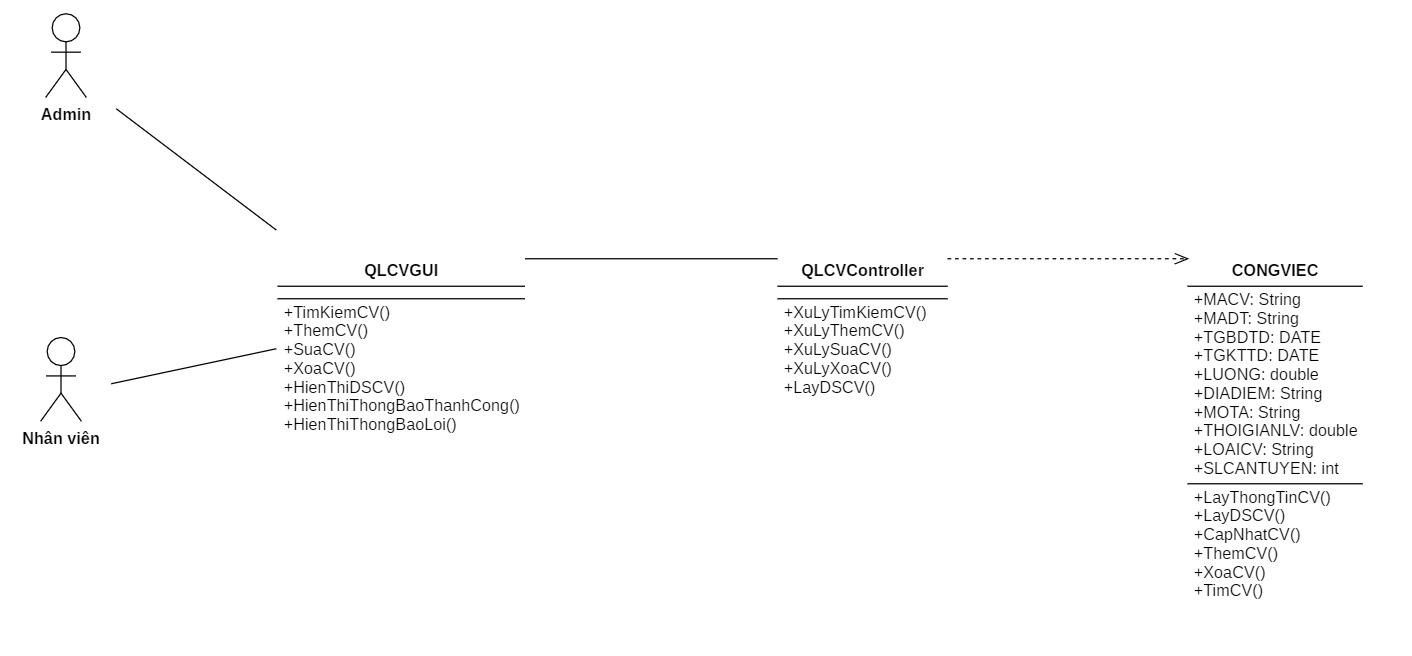 Admin
Nhân viên
QLCVGUI
+TimKiemCV()
+ThemCV()
+SuaCV()
+XoaCV()
+HienThiDSCV()
+HienThiThongBaoThanhCong()
+HienThiThongBaoLoi()
QLCVController
+XuLyTimKiemCV()
+XuLyThemCV()
+XuLySuaCV()
+XuLyXoaCV()
+LayDSCV()
CONGVIEC
+MACV: String
+MADT: String
+TGBDTD: DATE
+TGKTTD: DATE
+LUONG: double
+DIADIEM: String
+MOTA: String
+THOIGIANLV: double
+LOAICV: String
+SLCANTUYEN: int
+LayThongTinCV()
+LayDSCV()
+CapNhatCV()
+ThemCV()
+XoaCV()
+TimCV()